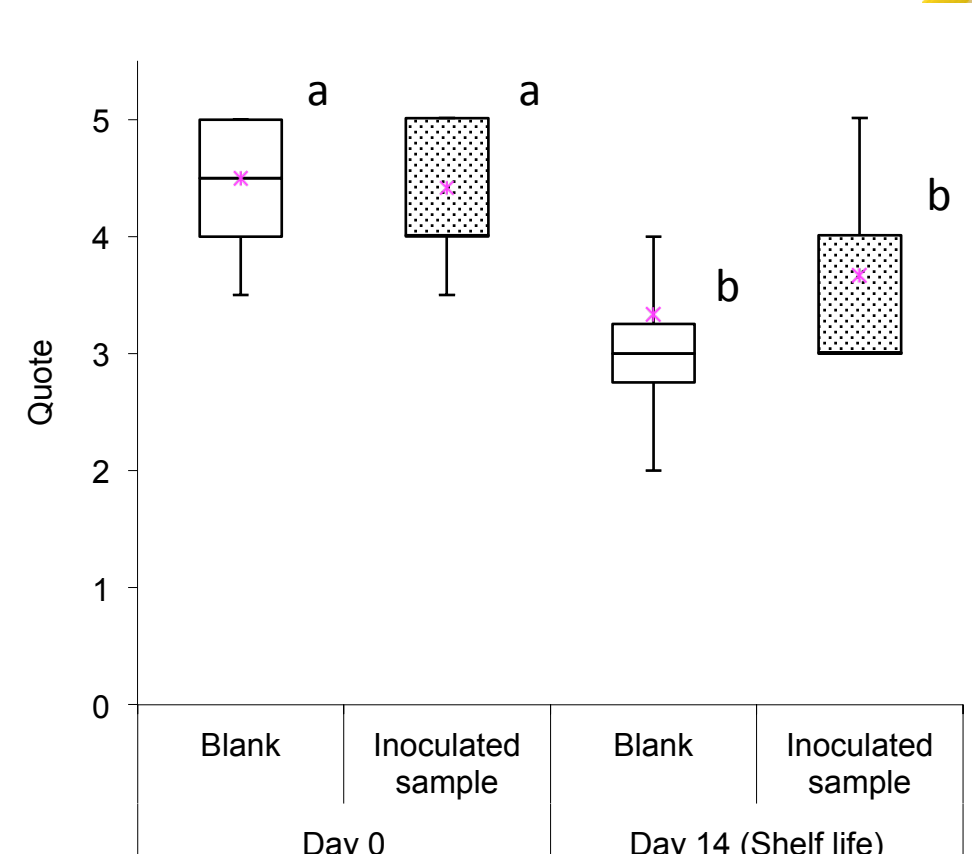 a
a
5
b
4
b
3
Quote
2
1
0
Blank
Inoculated
sample
Blank
Inoculated
sample
Day 0
Day 14 (Shelf life)